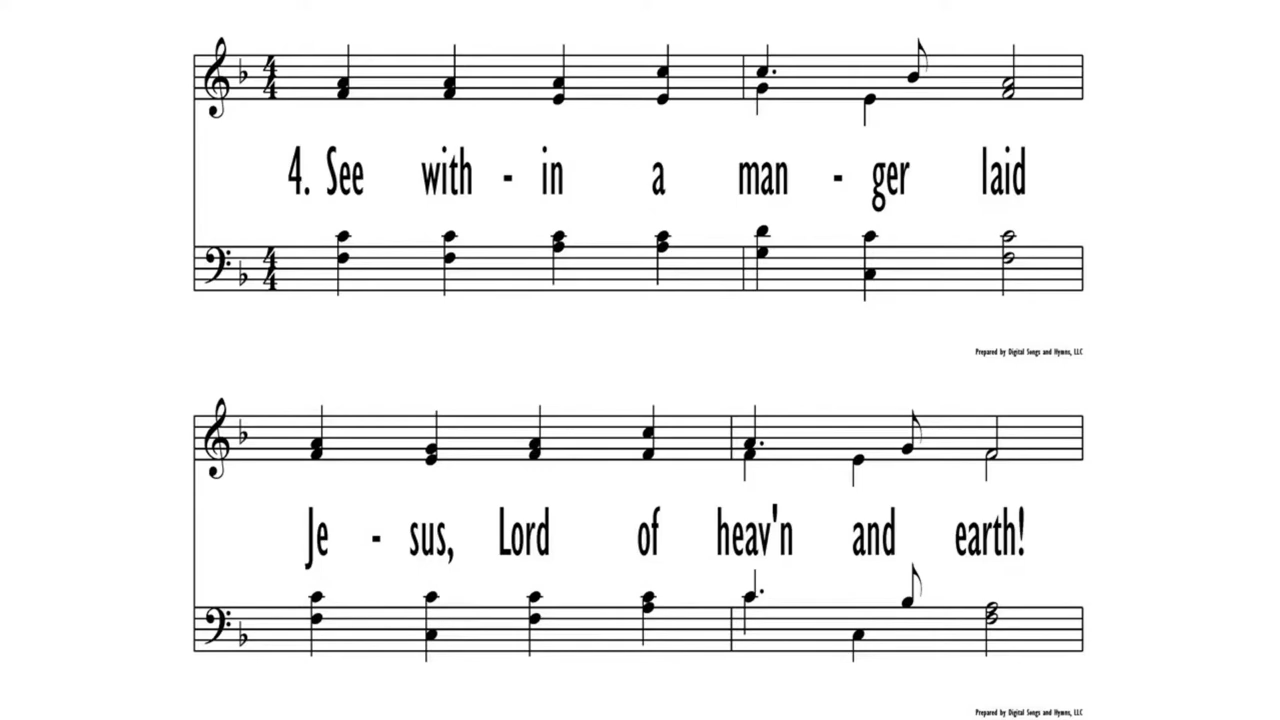 4. See with - in a man - ger laid
Prepared by Digital Songs and Hymns, LLC
Je - sus, Lord of heav'n and earth!
Prepared by Digital Songs and Hymns, LLC